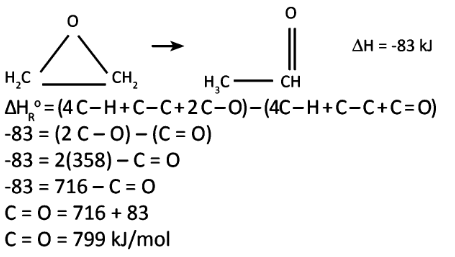 O O
H₂C CH₂ → H₃C CH ΔH = -83 kJ
ΔH_R° = (4 C – H + C – C + 2 C – O) – (4C – H + C – C + C = O)
-83 = (2 C – O) – (C = O)
-83 = 2(358) – C = O
-83 = 716 – C = O
C = O = 716 + 83
C = O = 799 kJ/mol